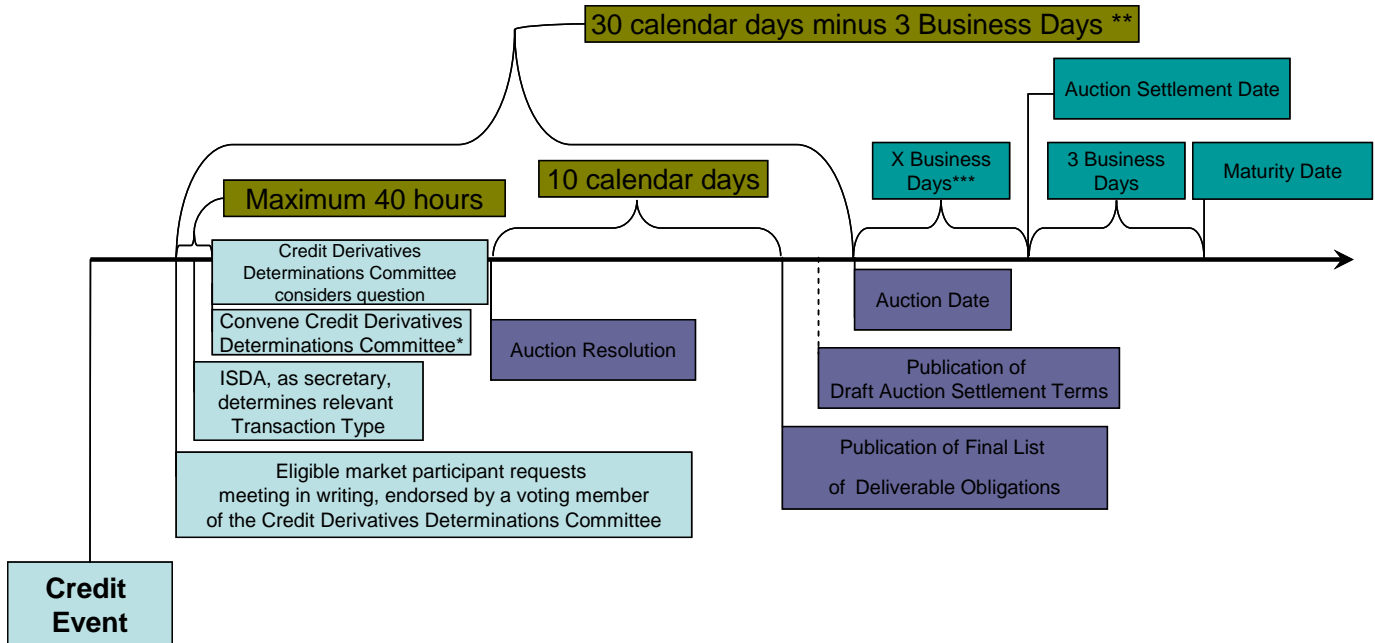 30 calendar days minus 3 Business Days **
Auction Settlement Date
X Business
Days***
3 Business
Days
Maturity Date
10 calendar days
Maximum 40 hours
Credit Derivatives
Determinations Committee
considers question
Convene Credit Derivatives
Determinations Committee*
ISDA, as secretary,
determines relevant
Transaction Type
Eligible market participant requests
meeting in writing, endorsed by a voting member
of the Credit Derivatives Determinations Committee
Auction Resolution
Auction Date
Publication of
Draft Auction Settlement Terms
Publication of Final List
of Deliverable Obligations
Credit
Event